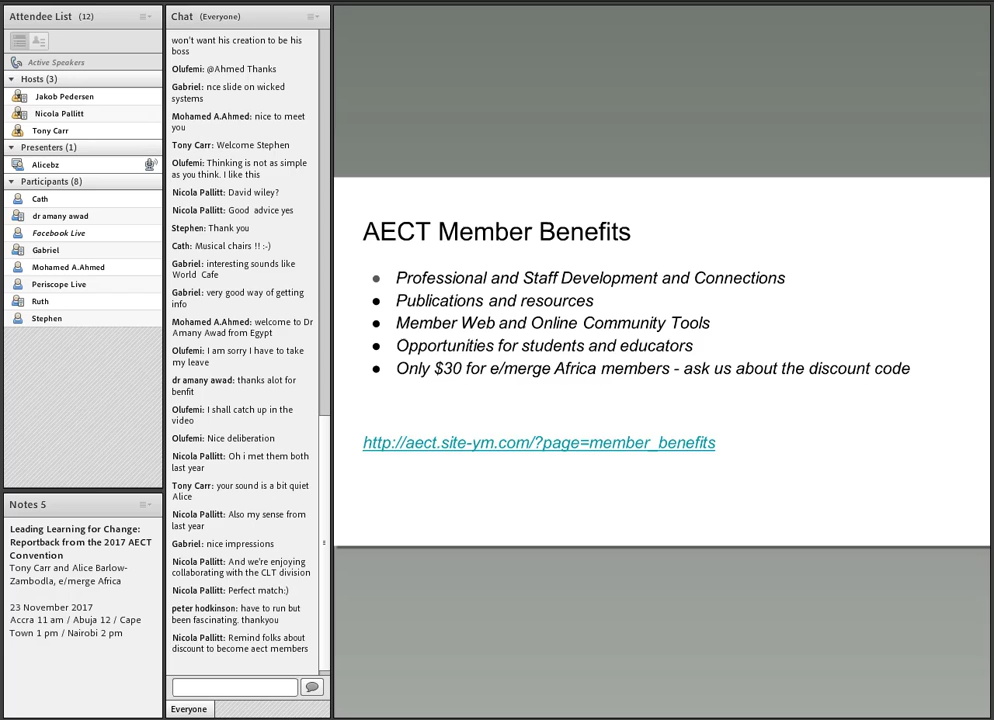 Attendee List (12)
Active Speakers
Hosts (3)
Jakob Pedersen
Nicola Pallitt
Tony Carr
Presenters (1)
Alicebz
Participants (8)
Cath
dr amany awad
Facebook Live
Gabriel
Mohamed A.Ahmed
Periscope Live
Ruth
Stephen
Notes 5
Leading Learning for Change:
Reportback from the 2017 AECT
Convention
Tony Carr and Alice Barlow-
Zambodla, e/merge Africa
23 November 2017
Accra 11 am / Abuja 12 / Cape
Town 1 pm / Nairobi 2 pm
Chat (Everyone)
won't want his creation to be his
boss
Olufemi: @Ahmed Thanks
Gabriel: nce slide on wicked
systems
Mohamed A.Ahmed: nice to meet
you
Tony Carr: Welcome Stephen
Olufemi: Thinking is not as simple
as you think. I like this
Nicola Pallitt: David wiley?
Nicola Pallitt: Good advice yes
Stephen: Thank you
Cath: Musical chairs !! :-)
Gabriel: interesting sounds like
World Cafe
Gabriel: very good way of getting
info
Mohamed A.Ahmed: welcome to Dr
Amany Awad from Egypt
Olufemi: I am sorry I have to take
my leave
dr amany awad: thanks alot for
benfit
Olufemi: I shall catch up in the
video
Olufemi: Nice deliberation
Nicola Pallitt: Oh i met them both
last year
Tony Carr: your sound is a bit quiet
Alice
Nicola Pallitt: Also my sense from
last year
Gabriel: nice impressions
Nicola Pallitt: And we're enjoying
collaborating with the CLT division
Nicola Pallitt: Perfect match:)
peter hodkinson: have to run but
been fascinating. thankyou
Nicola Pallitt: Remind folks about
discount to become aect members
Everyone
AECT Member Benefits
● Professional and Staff Development and Connections
● Publications and resources
● Member Web and Online Community Tools
● Opportunities for students and educators
● Only $30 for e/merge Africa members - ask us about the discount code
http://aect.site-ym.com/?page=member_benefits